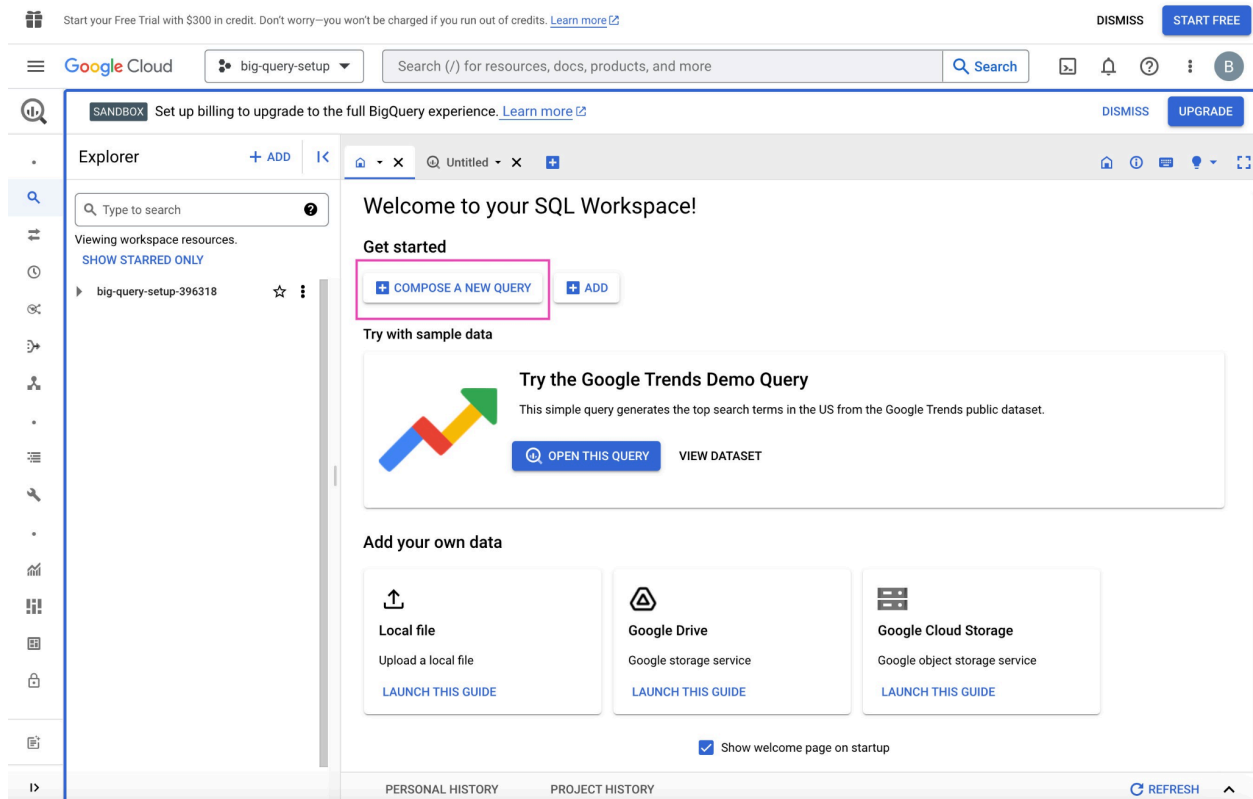 Start your Free Trial with $300 in credit. Don't worry—you won't be charged if you run out of credits. Learn more
DISMISS
START FREE
Google Cloud
big-query-setup
Search (/) for resources, docs, products, and more
Search
B
SANDBOX Set up billing to upgrade to the full BigQuery experience. Learn more
DISMISS
UPGRADE
Explorer
+ ADD
Untitled
Type to search
Viewing workspace resources.
SHOW STARRED ONLY
big-query-setup-396318
Welcome to your SQL Workspace!
Get started
COMPOSE A NEW QUERY
ADD
Try with sample data
Try the Google Trends Demo Query
This simple query generates the top search terms in the US from the Google Trends public dataset.
OPEN THIS QUERY
VIEW DATASET
Add your own data
Local file
Upload a local file
LAUNCH THIS GUIDE
Google Drive
Google storage service
LAUNCH THIS GUIDE
Google Cloud Storage
Google object storage service
LAUNCH THIS GUIDE
Show welcome page on startup
PERSONAL HISTORY
PROJECT HISTORY
REFRESH